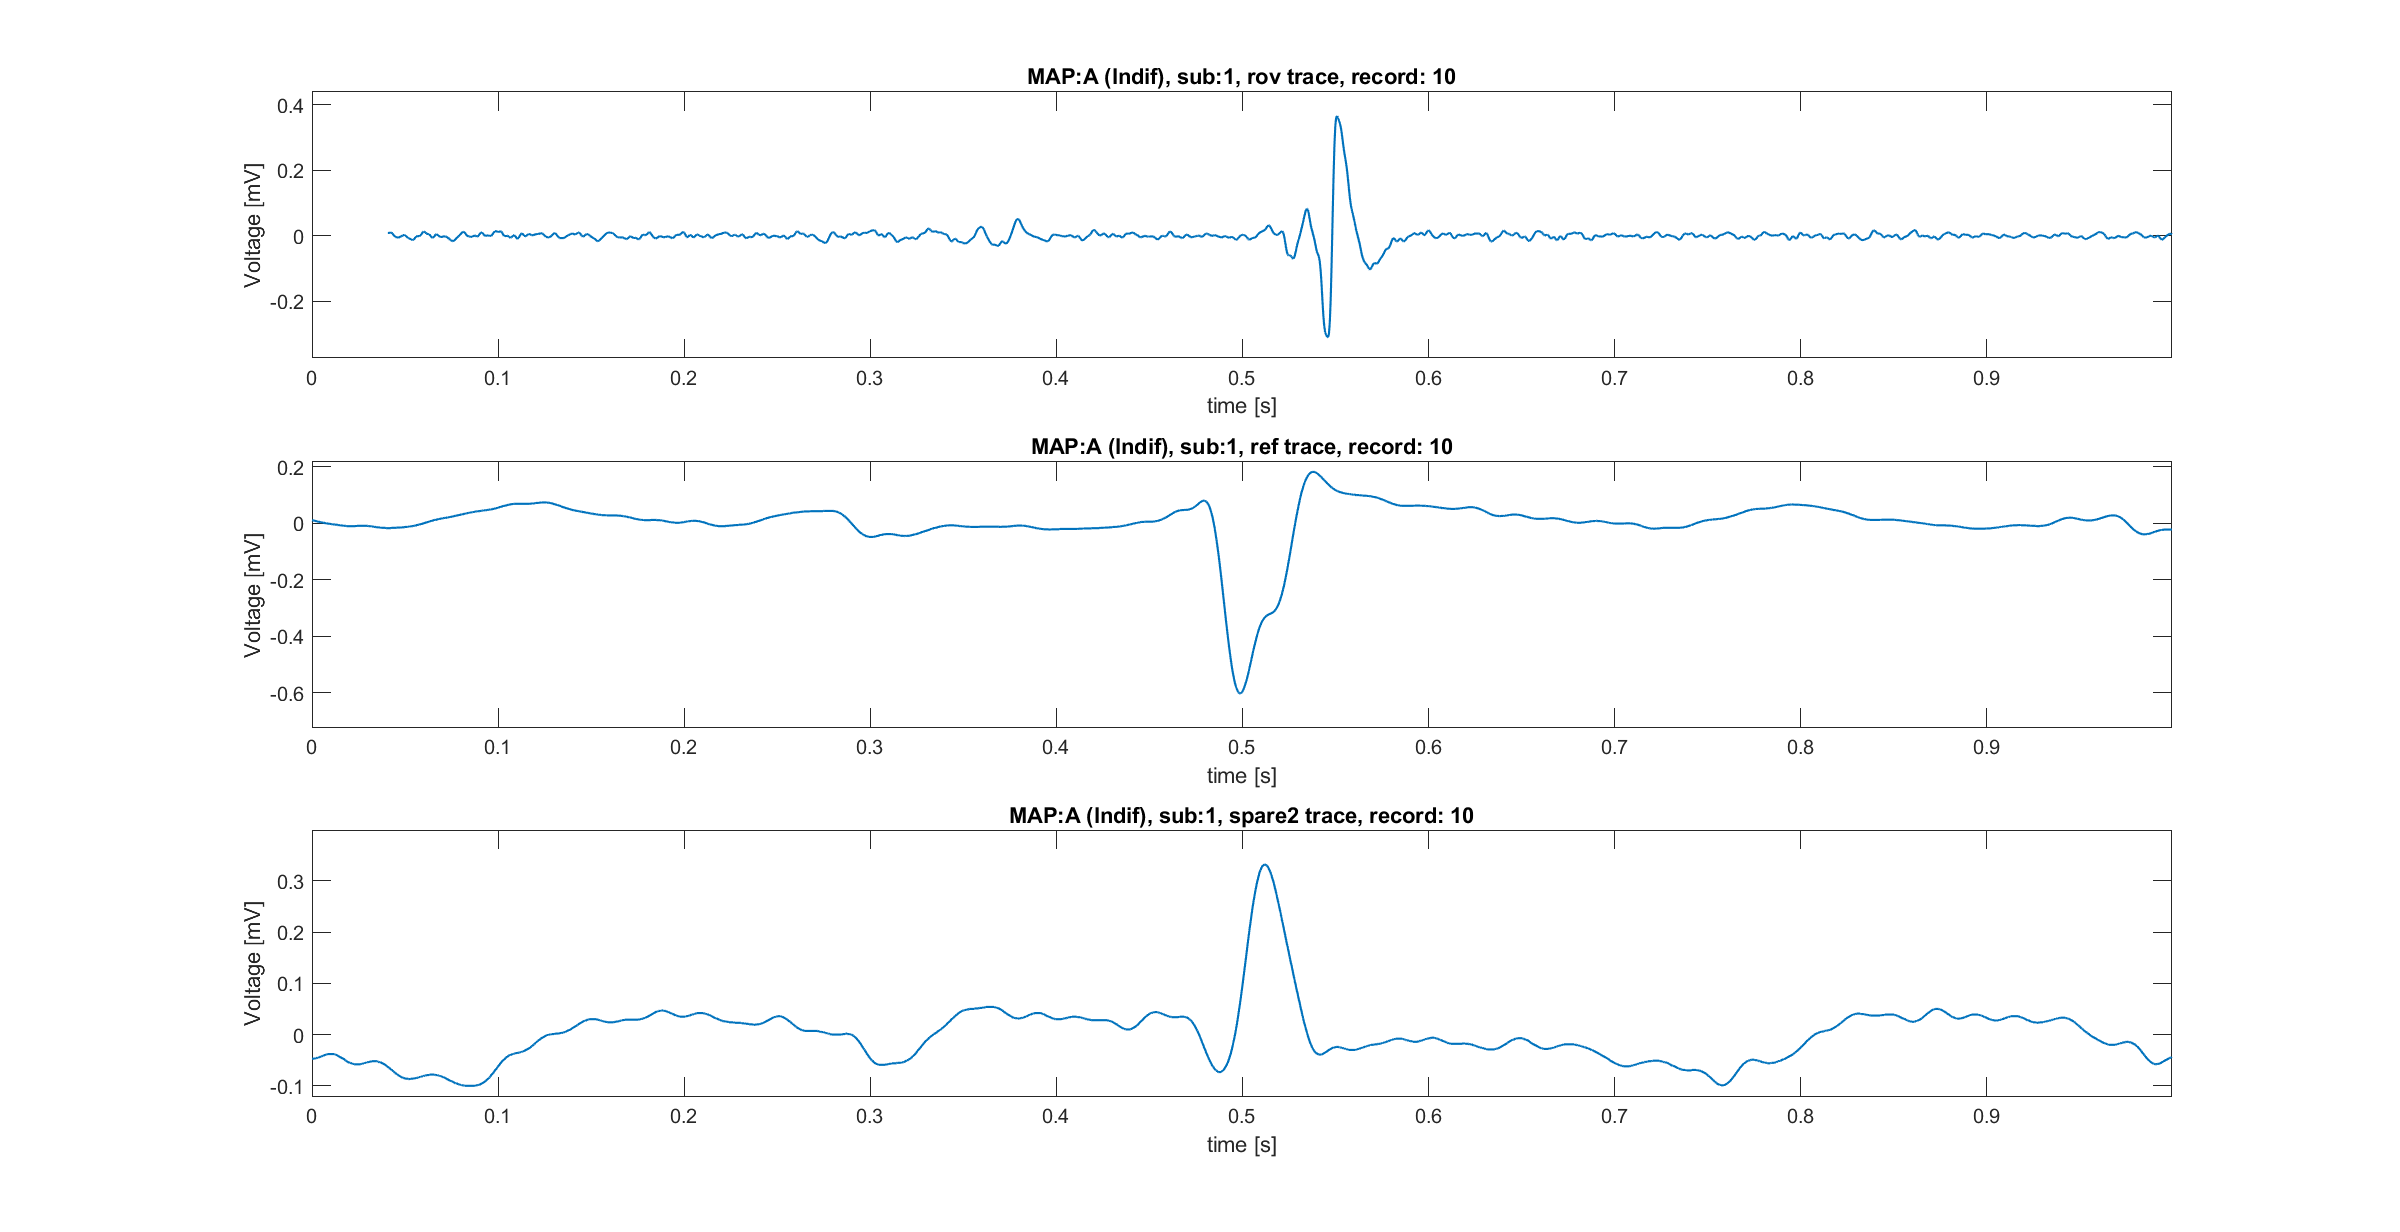 MAP:A (Indif), sub:1, rov trace, record: 10
Voltage [mV]
0.4
0.2
0
-0.2
0 0.1 0.2 0.3 0.4 0.5 0.6 0.7 0.8 0.9
time [s]
MAP:A (Indif), sub:1, ref trace, record: 10
Voltage [mV]
0.2
0
-0.2
-0.4
-0.6
0 0.1 0.2 0.3 0.4 0.5 0.6 0.7 0.8 0.9
time [s]
MAP:A (Indif), sub:1, spare2 trace, record: 10
Voltage [mV]
0.3
0.2
0.1
0
-0.1
0 0.1 0.2 0.3 0.4 0.5 0.6 0.7 0.8 0.9
time [s]